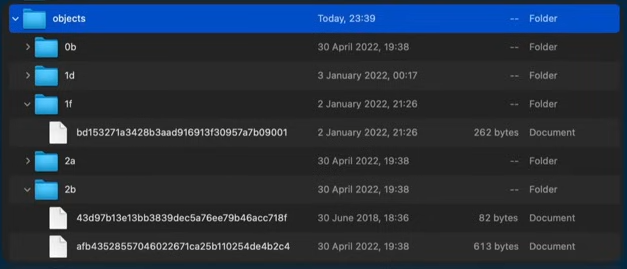 objects Today, 23:39 -- Folder
0b 30 April 2022, 19:38 -- Folder
1d 3 January 2022, 00:17 -- Folder
1f 2 January 2022, 21:26 -- Folder
bd153271a3428b3aad916913f30957a7b09001 2 January 2022, 21:26 262 bytes Document
2a 30 April 2022, 19:38 -- Folder
2b 30 April 2022, 19:38 -- Folder
43d97b13e13bb3839dec5a76ee79b46acc718f 30 June 2018, 18:36 82 bytes Document
afb43528557046022671ca25b110254de4b2c4 30 April 2022, 19:38 613 bytes Document